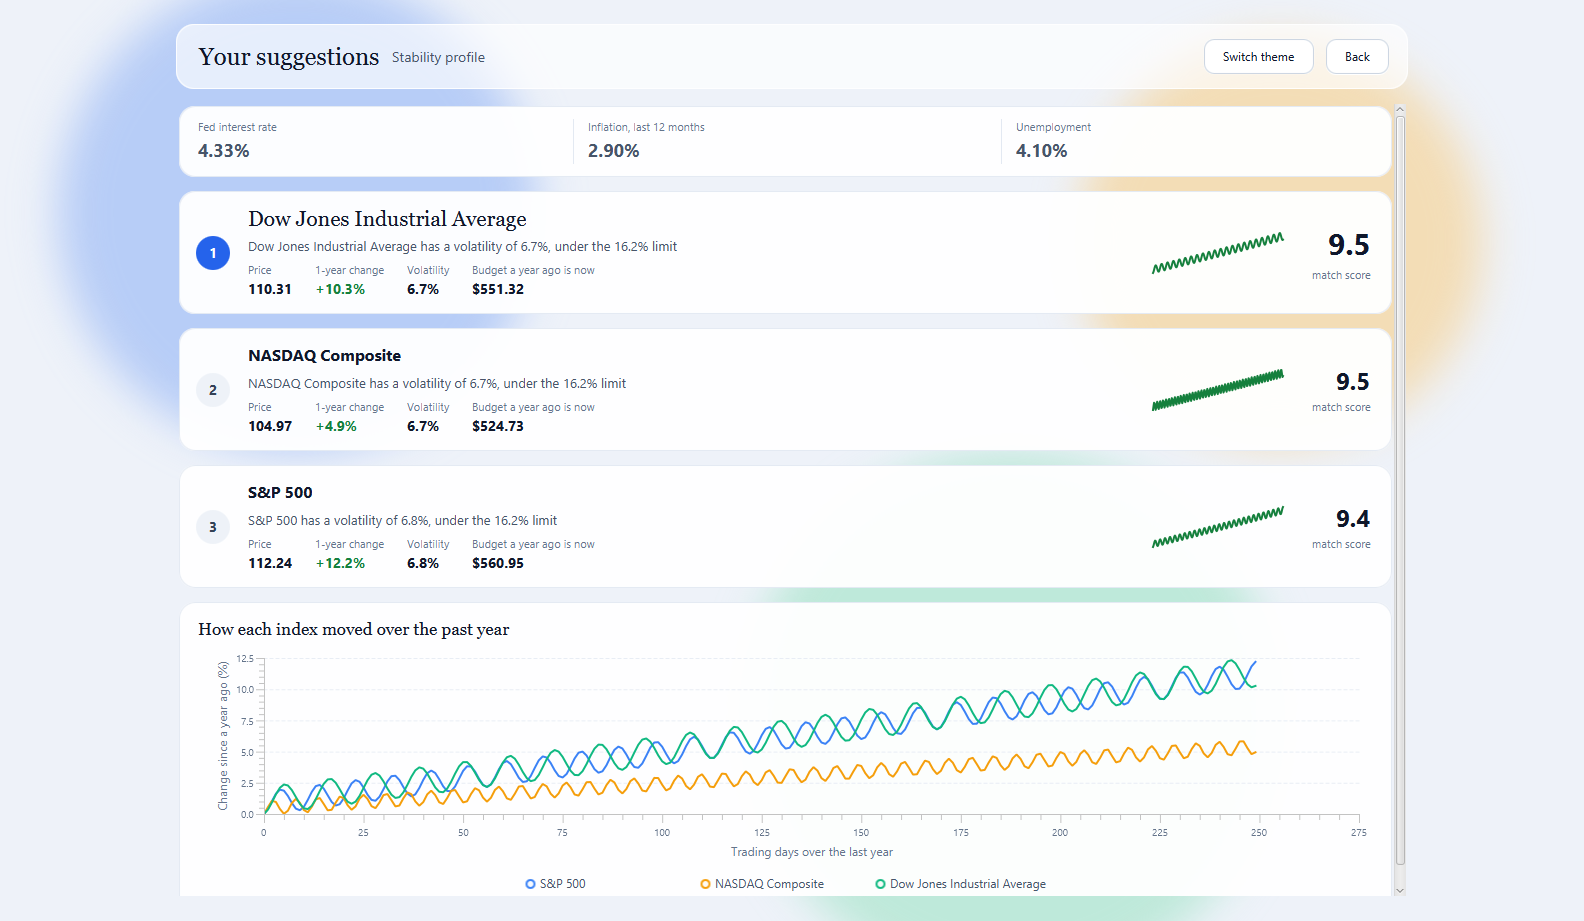 Your suggestions Stability profile
Switch theme
Back
Fed interest rate
4.33%
Inflation, last 12 months
2.90%
Unemployment
4.10%
1
Dow Jones Industrial Average
Dow Jones Industrial Average has a volatility of 6.7%, under the 16.2% limit
Price 1-year change Volatility Budget a year ago is now
110.31 +10.3% 6.7% $551.32
9.5
match score
2
NASDAQ Composite
NASDAQ Composite has a volatility of 6.7%, under the 16.2% limit
Price 1-year change Volatility Budget a year ago is now
104.97 +4.9% 6.7% $524.73
9.5
match score
3
S&P 500
S&P 500 has a volatility of 6.8%, under the 16.2% limit
Price 1-year change Volatility Budget a year ago is now
112.24 +12.2% 6.8% $560.95
9.4
match score
How each index moved over the past year
Change since a year ago (%)
12.5
10.0
7.5
5.0
2.5
0.0
0 25 50 75 100 125 150 175 200 225 250 275
Trading days over the last year
S&P 500 NASDAQ Composite Dow Jones Industrial Average